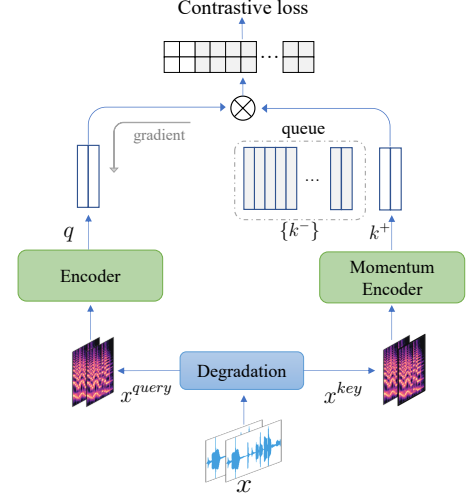 Contrastive loss
...
gradient
queue
...
q
{k⁻}
k⁺
Encoder
Momentum
Encoder
Degradation
x^{query}
x^{key}
x